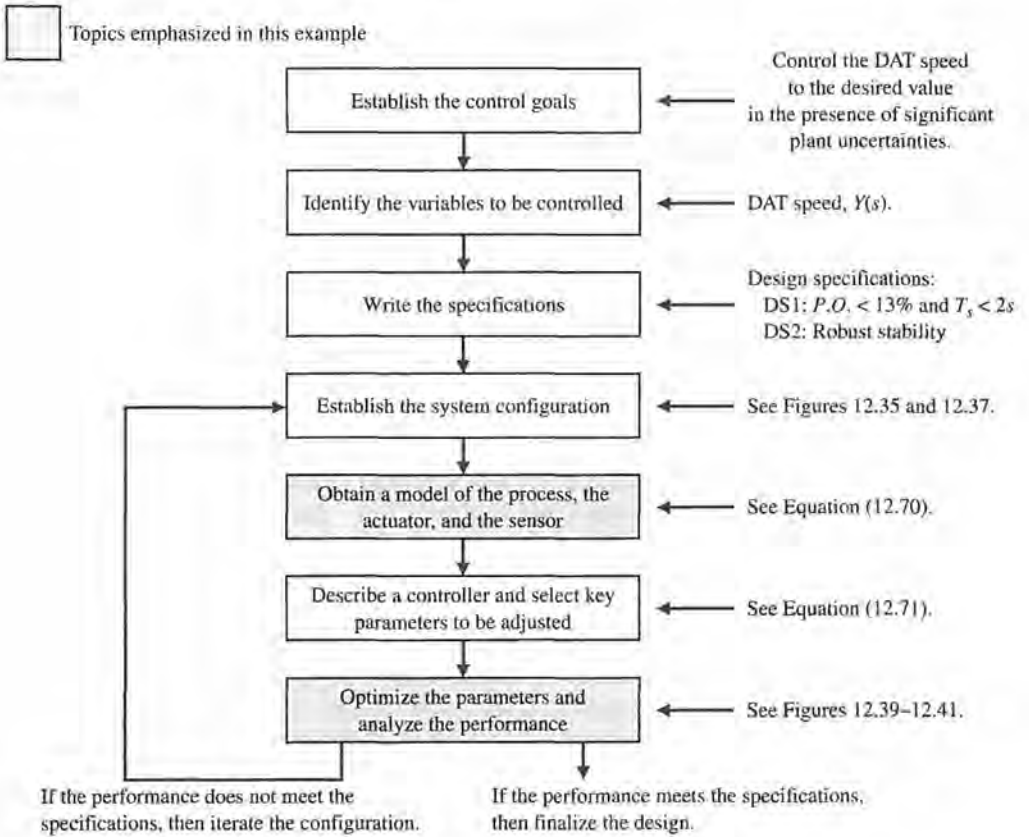 Topics emphasized in this example
Establish the control goals
Control the DAT speed
to the desired value
in the presence of significant
plant uncertainties.
Identify the variables to be controlled
DAT speed, Y(s).
Write the specifications
Design specifications:
DS1: P.O. < 13% and Tₛ < 2s
DS2: Robust stability
Establish the system configuration
See Figures 12.35 and 12.37.
Obtain a model of the process, the
actuator, and the sensor
See Equation (12.70).
Describe a controller and select key
parameters to be adjusted
See Equation (12.71).
Optimize the parameters and
analyze the performance
See Figures 12.39–12.41.
If the performance does not meet the
specifications, then iterate the configuration.
If the performance meets the specifications,
then finalize the design.